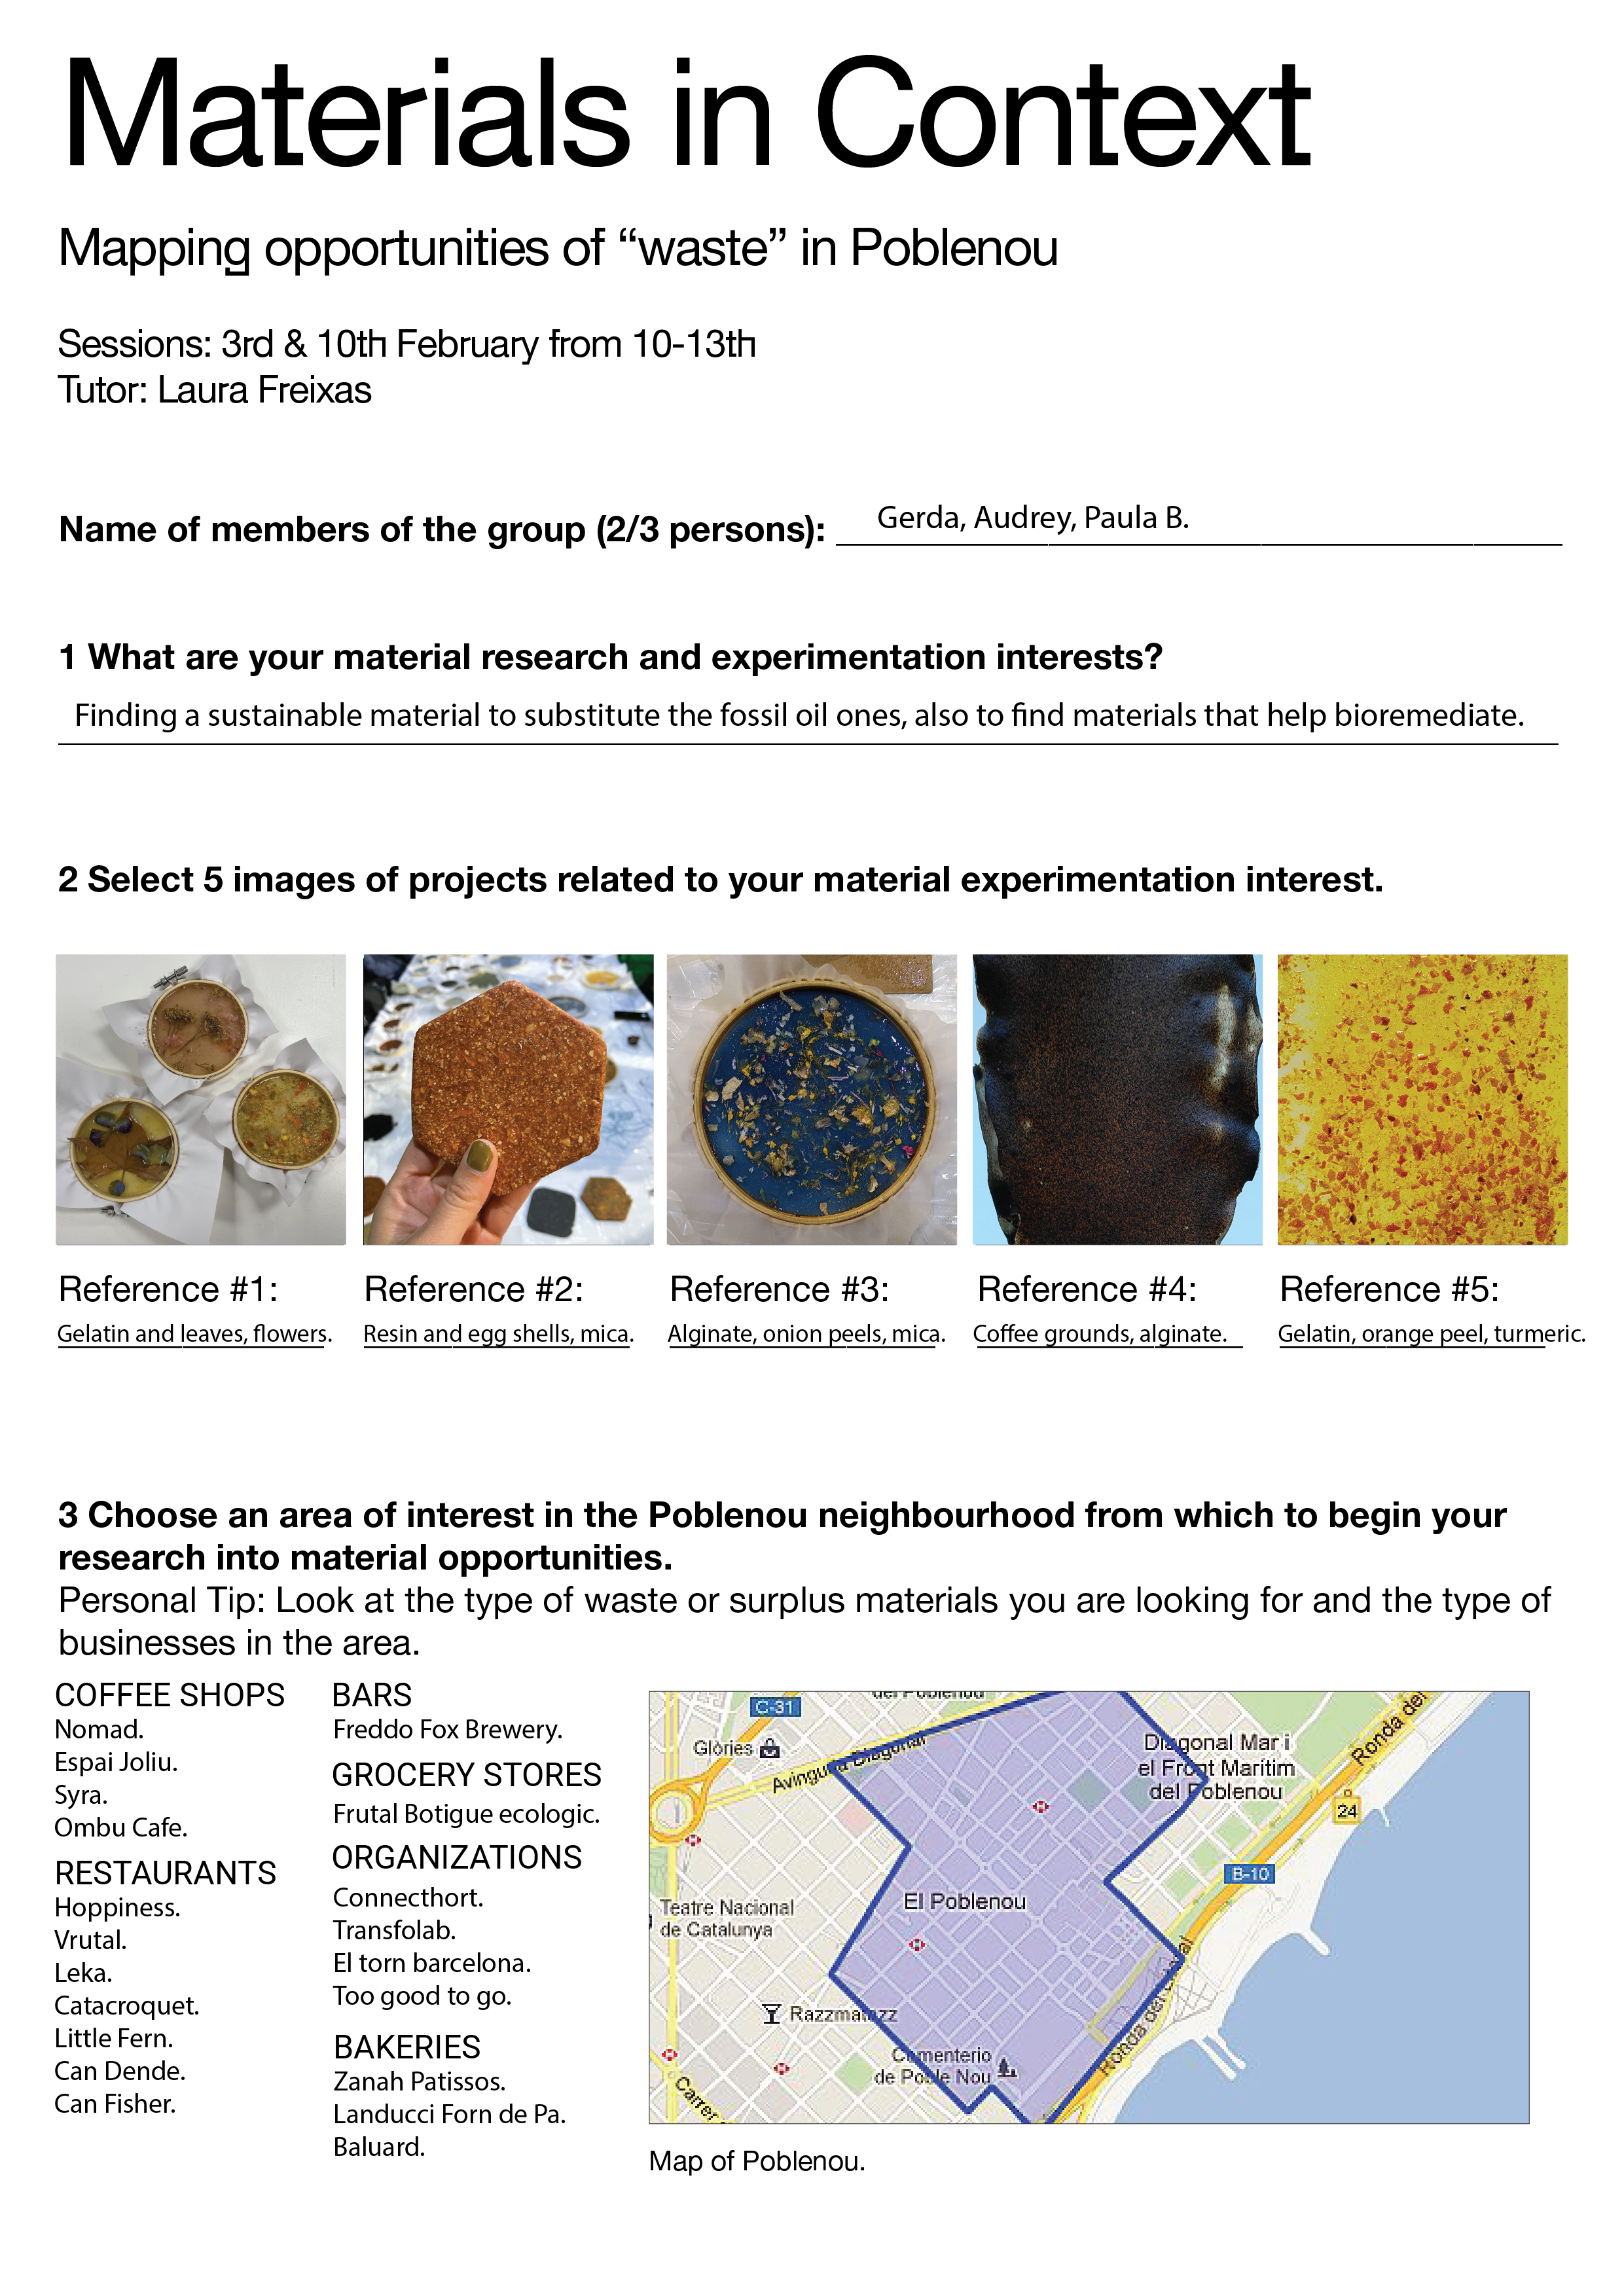 Materials in Context
Mapping opportunities of “waste” in Poblenou
Sessions: 3rd & 10th February from 10-13th
Tutor: Laura Freixas
Name of members of the group (2/3 persons): Gerda, Audrey, Paula B.
1 What are your material research and experimentation interests?
Finding a sustainable material to substitute the fossil oil ones, also to find materials that help bioremediate.
2 Select 5 images of projects related to your material experimentation interest.
Reference #1:
Gelatin and leaves, flowers.
Reference #2:
Resin and egg shells, mica.
Reference #3:
Alginate, onion peels, mica.
Reference #4:
Coffee grounds, alginate.
Reference #5:
Gelatin, orange peel, turmeric.
3 Choose an area of interest in the Poblenou neighbourhood from which to begin your
research into material opportunities.
Personal Tip: Look at the type of waste or surplus materials you are looking for and the type of
businesses in the area.
COFFEE SHOPS
Nomad.
Espai Joliu.
Syra.
Ombu Cafe.
RESTAURANTS
Hoppiness.
Vrutal.
Leka.
Catacroquet.
Little Fern.
Can Dende.
Can Fisher.
BARS
Freddo Fox Brewery.
GROCERY STORES
Frutal Botigue ecologic.
ORGANIZATIONS
Connecthort.
Transfolab.
El torn barcelona.
Too good to go.
BAKERIES
Zanah Patissos.
Landucci Forn de Pa.
Baluard.
del Poblenou
C-31
Glòries
Avinguda Diagonal
Diagonal Mar i
el Front Marítim
del Poblenou
Ronda del
24
B-10
El Poblenou
Teatre Nacional
de Catalunya
Razzmatazz
Cementerio
de Poble Nou
Ronda del Litoral
Carrer
Map of Poblenou.